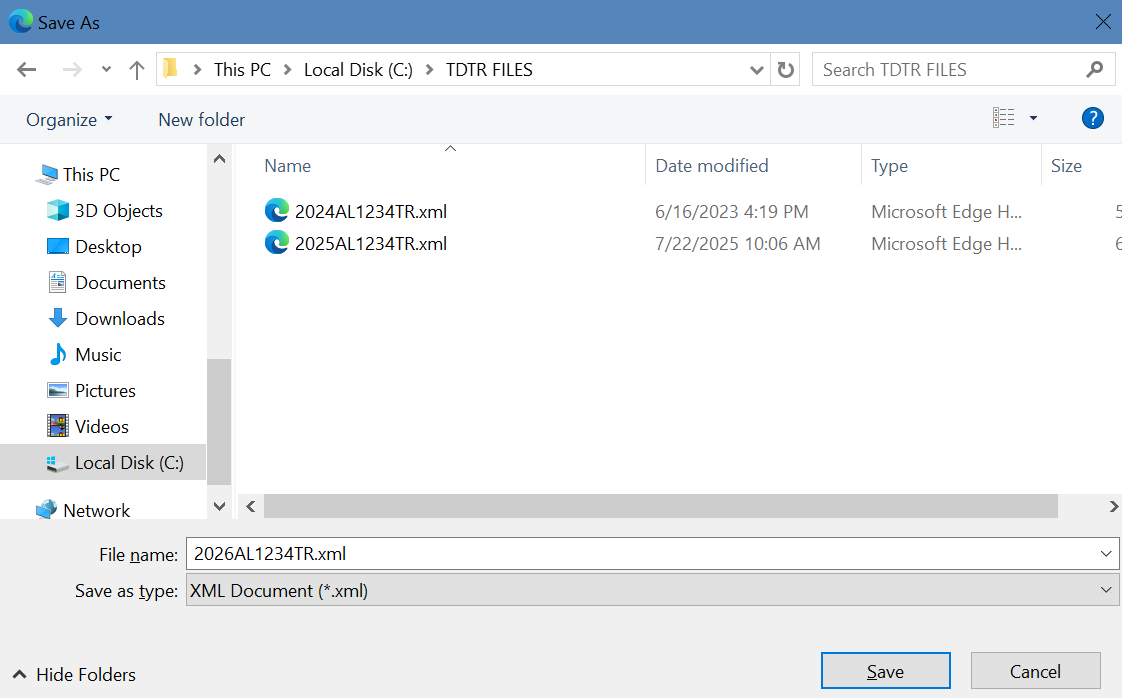 Save As
This PC Local Disk (C:) TDTR FILES Search TDTR FILES
Organize New folder ?
Name Date modified Type Size
This PC
3D Objects
Desktop
Documents
Downloads
Music
Pictures
Videos
Local Disk (C:)
Network
2024AL1234TR.xml 6/16/2023 4:19 PM Microsoft Edge H... 5
2025AL1234TR.xml 7/22/2025 10:06 AM Microsoft Edge H... 6
File name: 2026AL1234TR.xml
Save as type: XML Document (*.xml)
Hide Folders Save Cancel